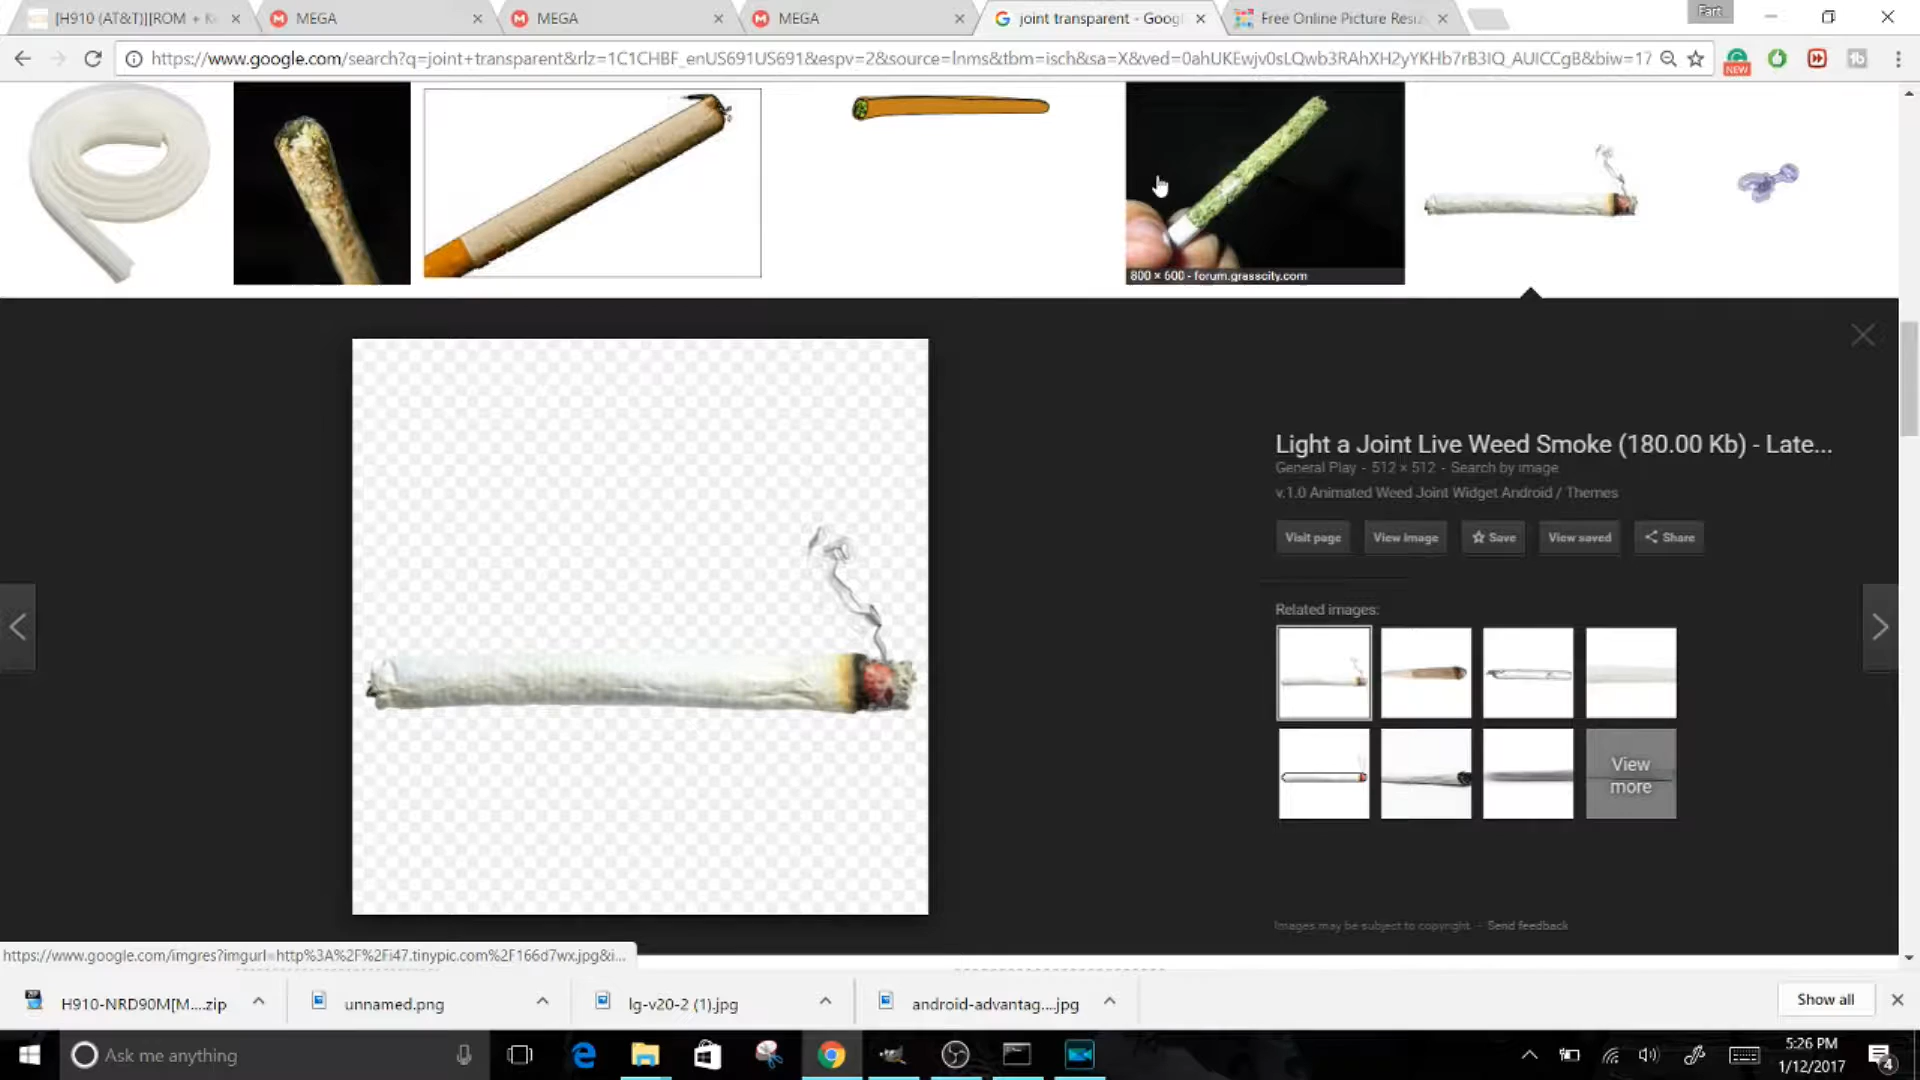 [H910 (AT&T)][ROM + K
MEGA
MEGA
MEGA
joint transparent - Goog
Free Online Picture Resiz
Fart
https://www.google.com/search?q=joint+transparent&rlz=1C1CHBF_enUS691US691&espv=2&source=lnms&tbm=isch&sa=X&ved=0ahUKEwjv0sLQwb3RAhXH2yYKHb7rB3IQ_AUICCgB&biw=17
NEW
800 × 600 - forum.grasscity.com
Light a Joint Live Weed Smoke (180.00 Kb) - Late...
General Play - 512 × 512 - Search by image
v.1.0 Animated Weed Joint Widget Android / Themes
Visit page
View image
Save
View saved
Share
Related images:
View more
Images may be subject to copyright. - Send feedback
https://www.google.com/imgres?imgurl=http%3A%2F%2Fi47.tinypic.com%2F166d7wx.jpg&i...
H910-NRD90M[M....zip
unnamed.png
lg-v20-2 (1).jpg
android-advantag....jpg
Show all
Ask me anything
5:26 PM
1/12/2017
4